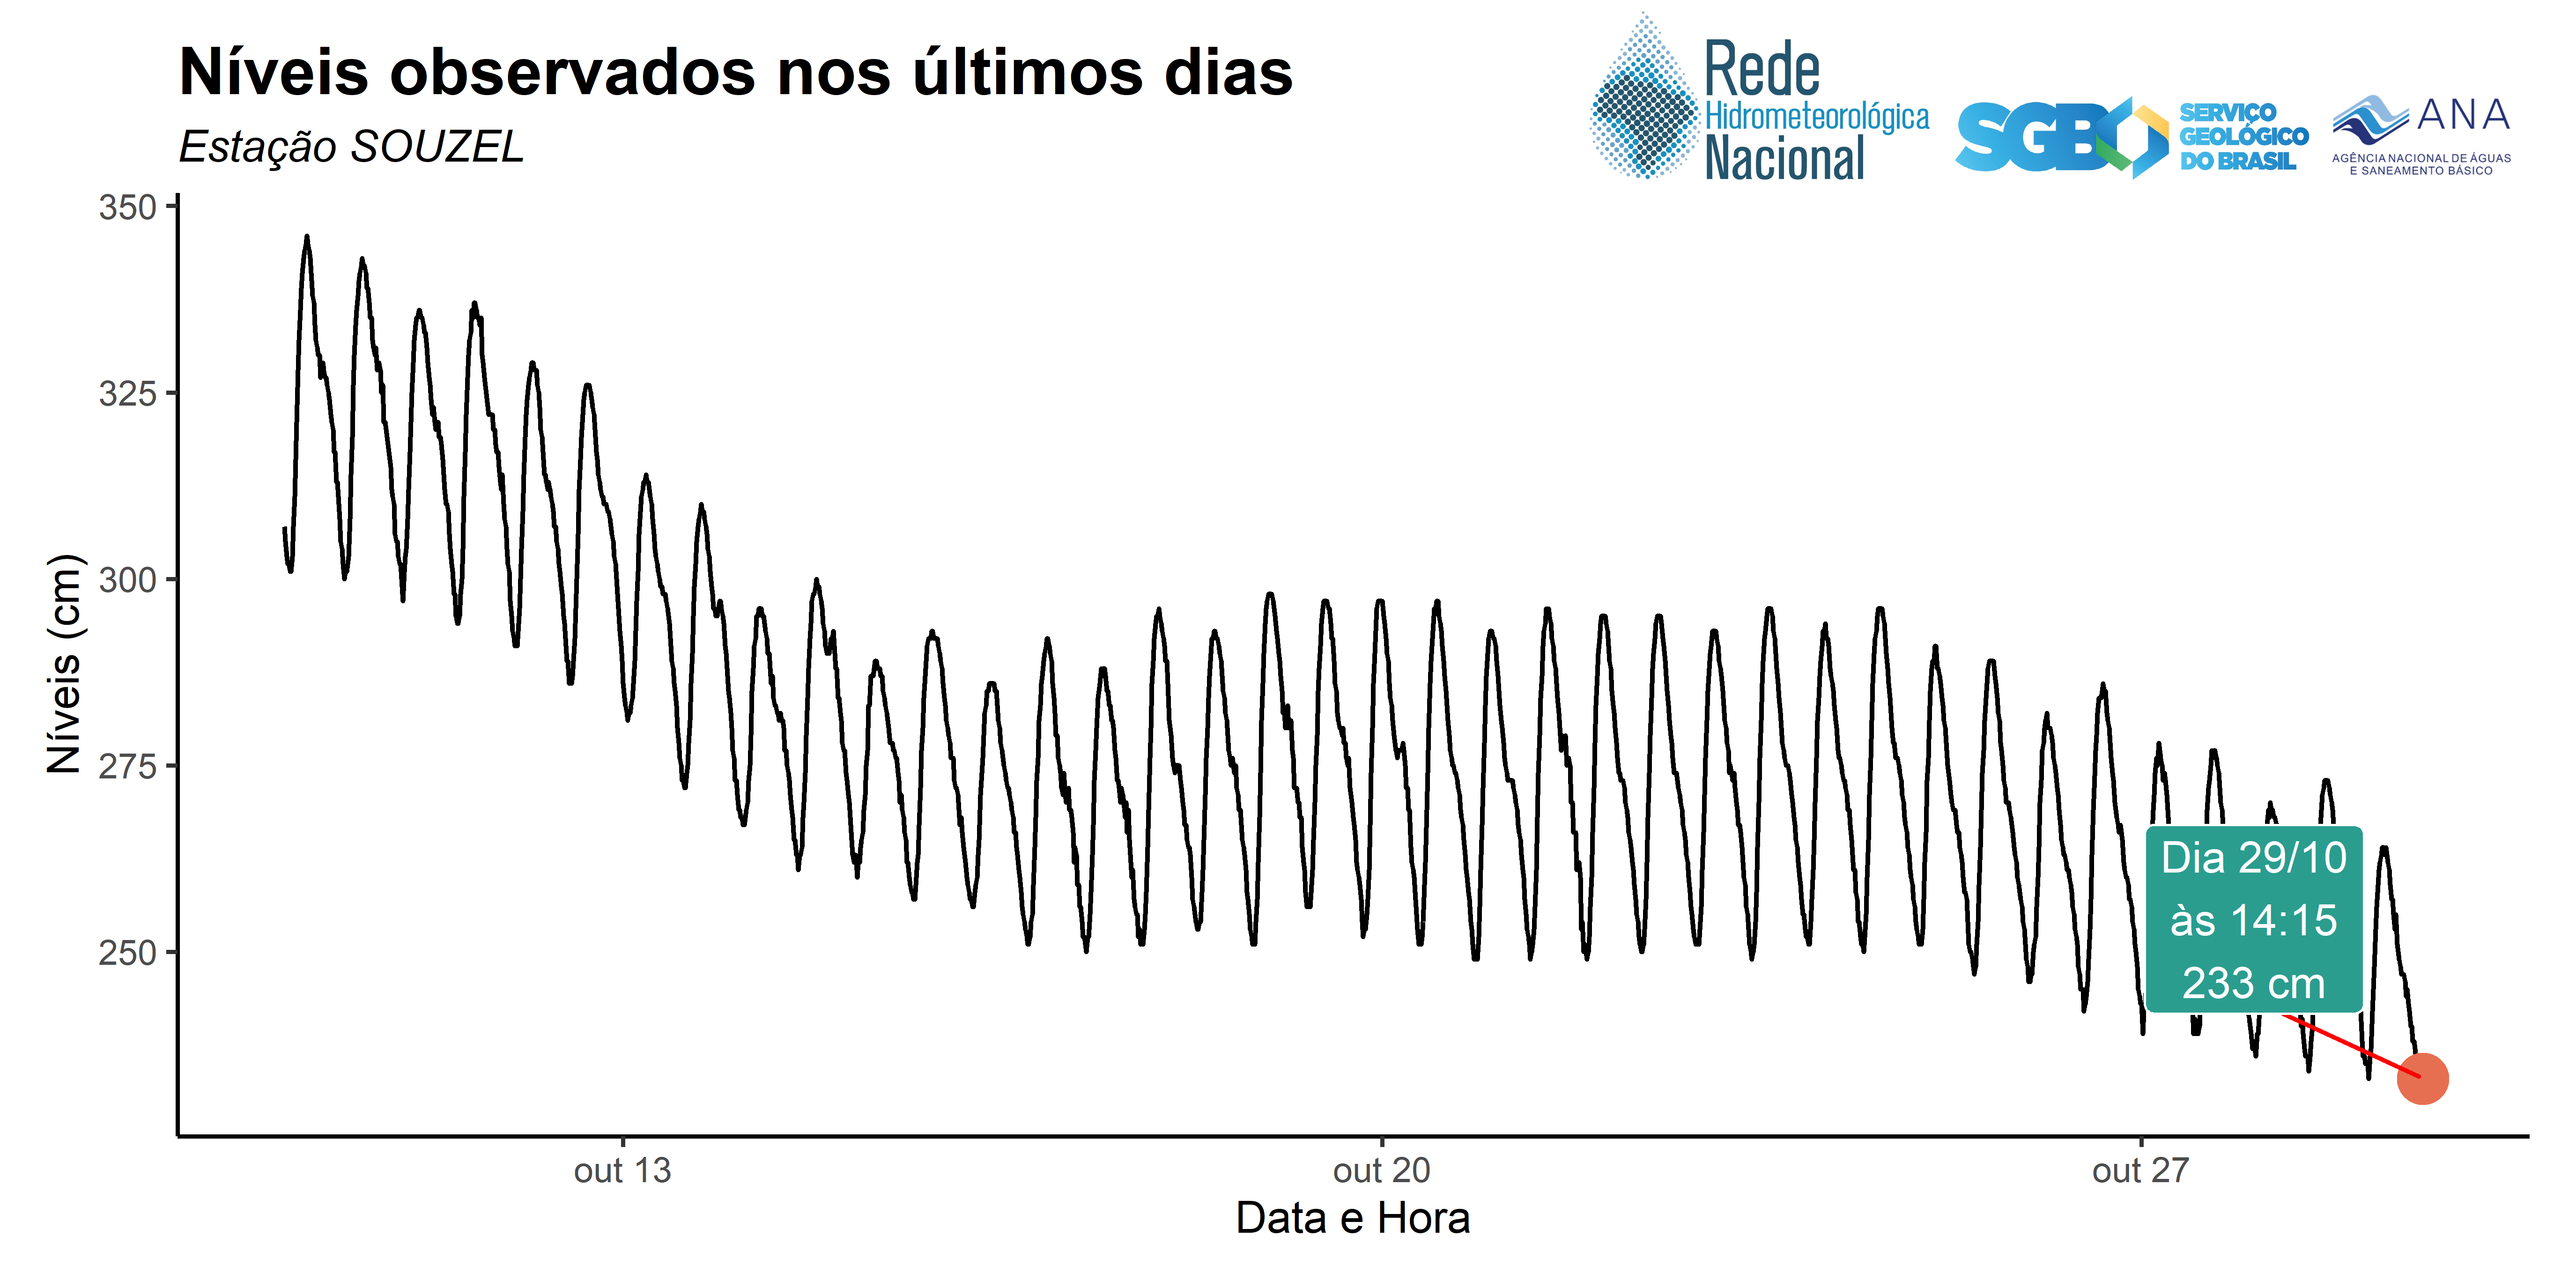 Níveis observados nos últimos dias
Estação SOUZEL
Rede
Hidrometeorológica
Nacional
SGB
SERVIÇO
GEOLÓGICO
DO BRASIL
ANA
AGÊNCIA NACIONAL DE ÁGUAS
E SANEAMENTO BÁSICO
Níveis (cm)
350
325
300
275
250
Dia 29/10
às 14:15
233 cm
out 13
out 20
out 27
Data e Hora